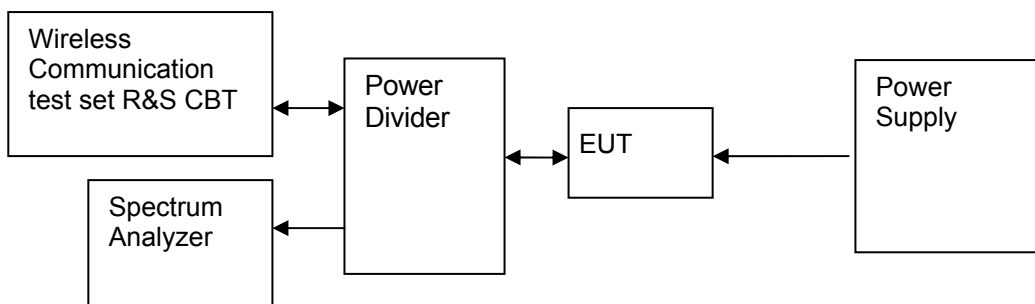 Wireless
Communication
test set R&S CBT
Power
Divider
EUT
Power
Supply
Spectrum
Analyzer